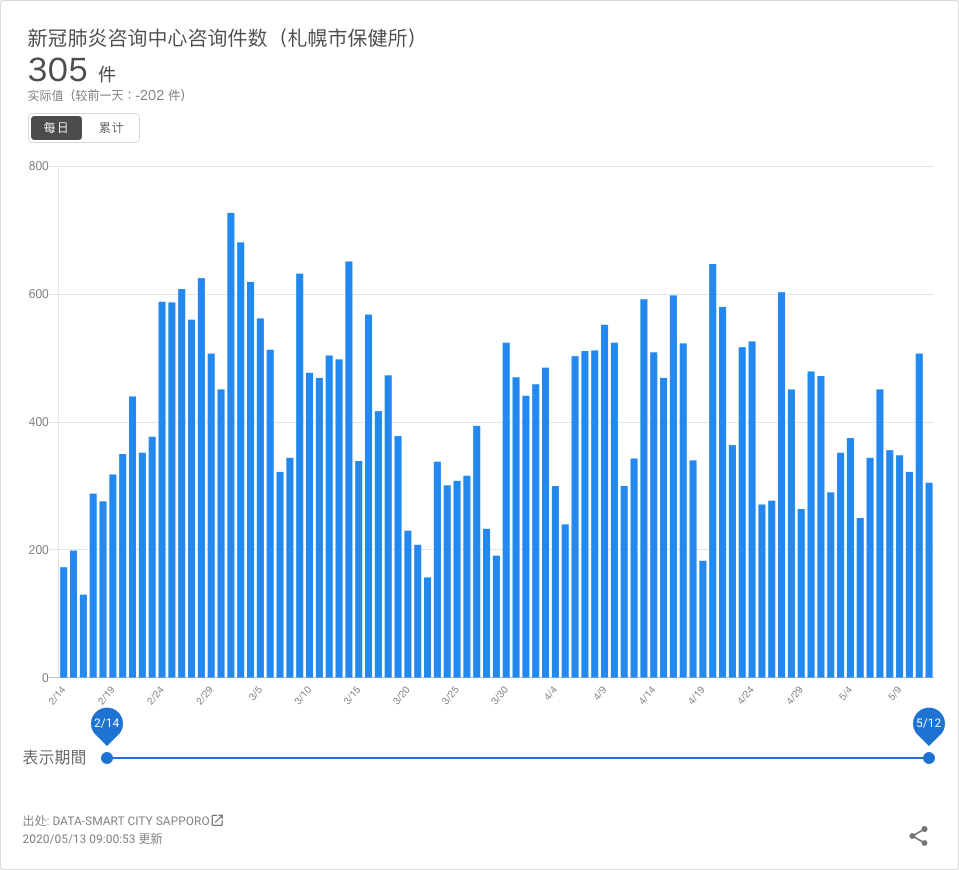 新冠肺炎咨询中心咨询件数（札幌市保健所）
305 件
实际值（较前一天：-202 件）
每日 累计
800
600
400
200
0
2/14 2/19 2/24 2/29 3/5 3/10 3/15 3/20 3/25 3/30 4/4 4/9 4/14 4/19 4/24 4/29 5/4 5/9
2/14 5/12
表示期間
出处: DATA-SMART CITY SAPPORO
2020/05/13 09:00:53 更新